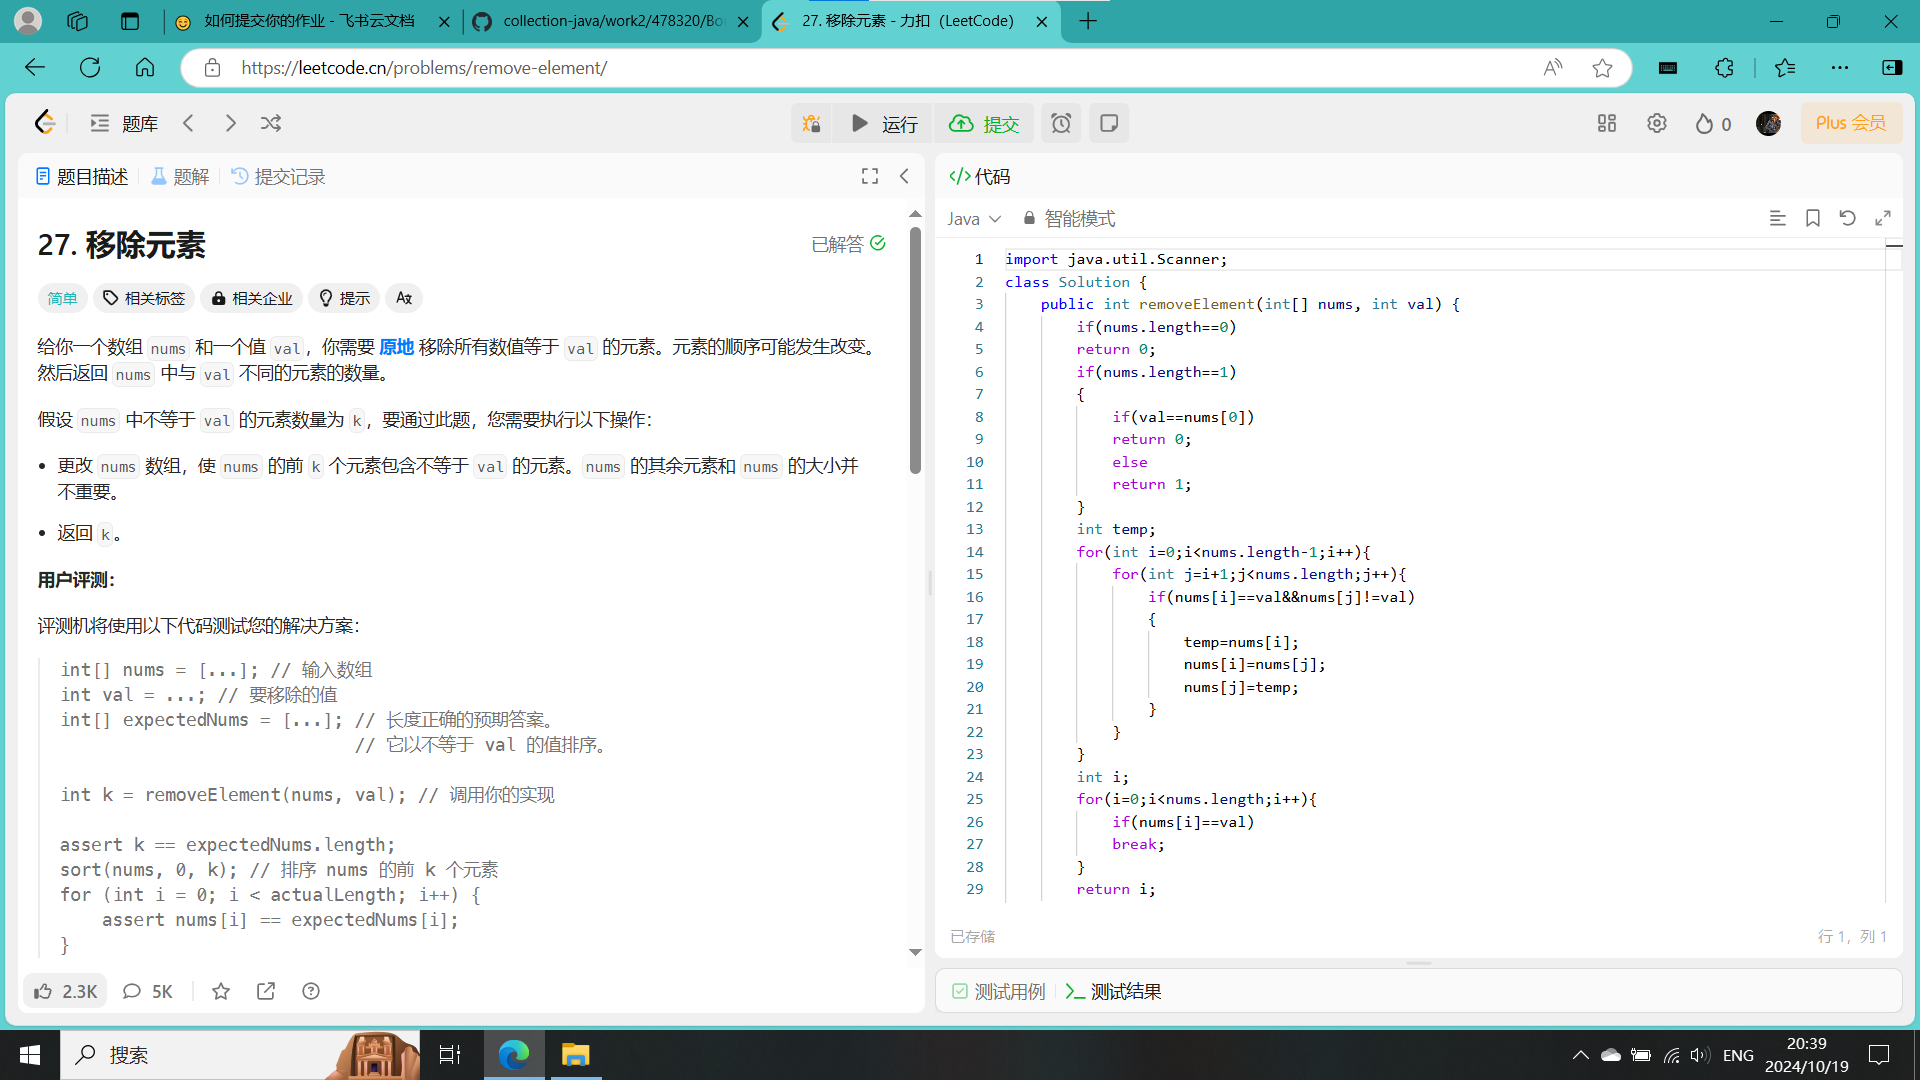 如何提交你的作业 - 飞书云文档
collection-java/work2/478320/Bo
27. 移除元素 - 力扣（LeetCode）
https://leetcode.cn/problems/remove-element/
题库
运行
提交
0
Plus 会员
题目描述
题解
提交记录
27. 移除元素
已解答
简单
相关标签
相关企业
提示
给你一个数组 nums 和一个值 val，你需要 原地 移除所有数值等于 val 的元素。元素的顺序可能发生改变。
然后返回 nums 中与 val 不同的元素的数量。
假设 nums 中不等于 val 的元素数量为 k，要通过此题，您需要执行以下操作：
• 更改 nums 数组，使 nums 的前 k 个元素包含不等于 val 的元素。nums 的其余元素和 nums 的大小并
不重要。
• 返回 k。
用户评测：
评测机将使用以下代码测试您的解决方案：
int[] nums = [...]; // 输入数组
int val = ...; // 要移除的值
int[] expectedNums = [...]; // 长度正确的预期答案。
// 它以不等于 val 的值排序。
int k = removeElement(nums, val); // 调用你的实现
assert k == expectedNums.length;
sort(nums, 0, k); // 排序 nums 的前 k 个元素
for (int i = 0; i < actualLength; i++) {
assert nums[i] == expectedNums[i];
}
2.3K
5K
代码
Java
智能模式
1 import java.util.Scanner;
2 class Solution {
3 public int removeElement(int[] nums, int val) {
4 if(nums.length==0)
5 return 0;
6 if(nums.length==1)
7 {
8 if(val==nums[0])
9 return 0;
10 else
11 return 1;
12 }
13 int temp;
14 for(int i=0;i<nums.length-1;i++){
15 for(int j=i+1;j<nums.length;j++){
16 if(nums[i]==val&&nums[j]!=val)
17 {
18 temp=nums[i];
19 nums[i]=nums[j];
20 nums[j]=temp;
21 }
22 }
23 }
24 int i;
25 for(i=0;i<nums.length;i++){
26 if(nums[i]==val)
27 break;
28 }
29 return i;
已存储
行 1，列 1
测试用例
测试结果
搜索
ENG
20:39
2024/10/19